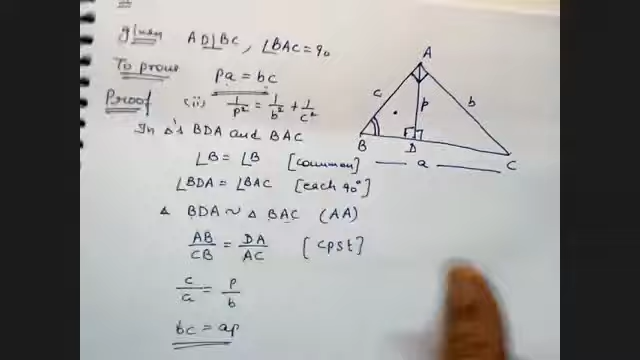 given AD⊥BC, ∠BAC=90
To prove pa = bc
Proof (ii) 1/p² = 1/b² + 1/c²
In Δ's BDA and BAC
∠B = ∠B [common]
∠BDA = ∠BAC [each 90°]
Δ BDA ~ Δ BAC (AA)
AB/CB = DA/AC [cpst]
c/a = p/b
bc = ap
A
c p b
B D C
a